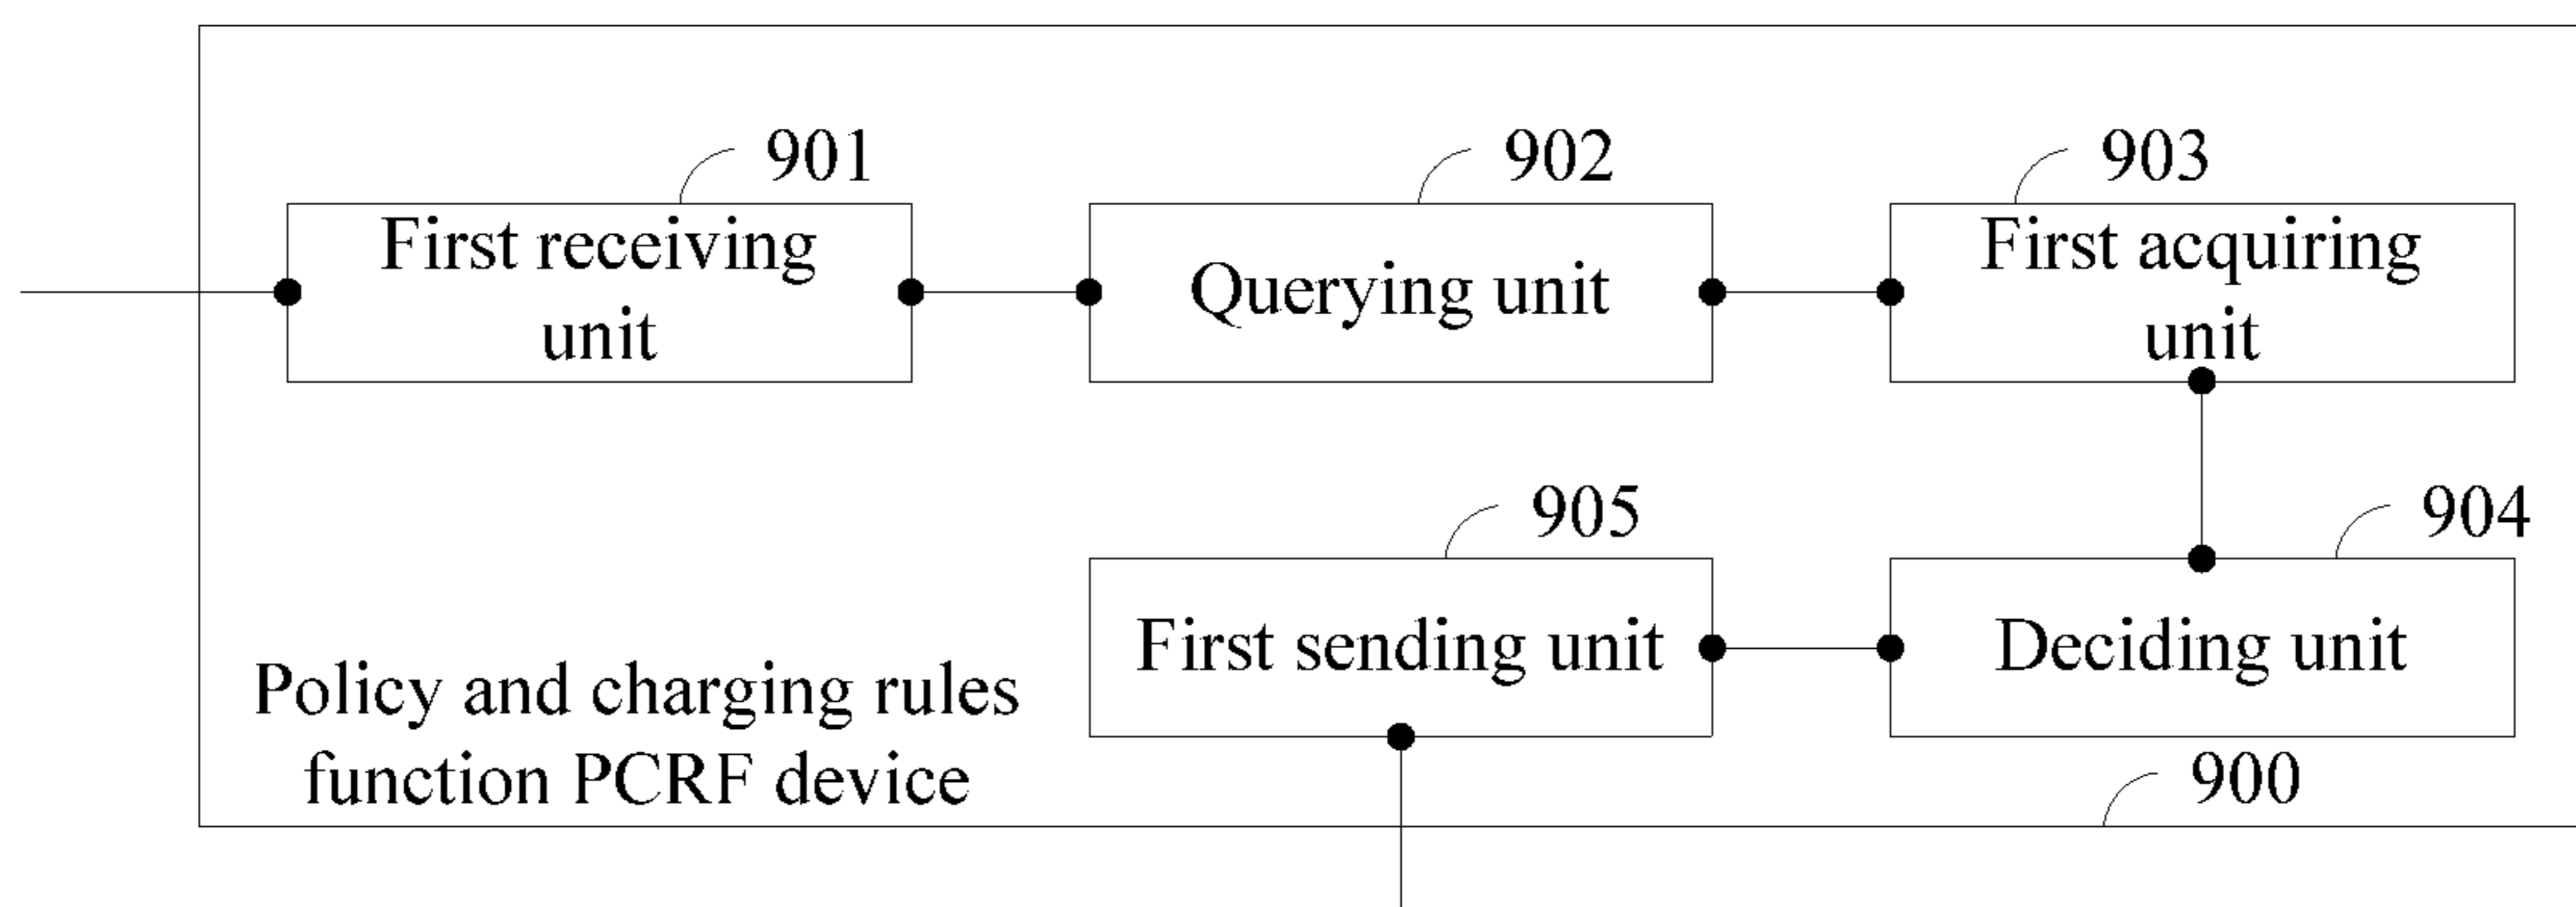 901
902
903
First receiving
unit
Querying unit
First acquiring
unit
905
904
First sending unit
Deciding unit
Policy and charging rules
function PCRF device
900